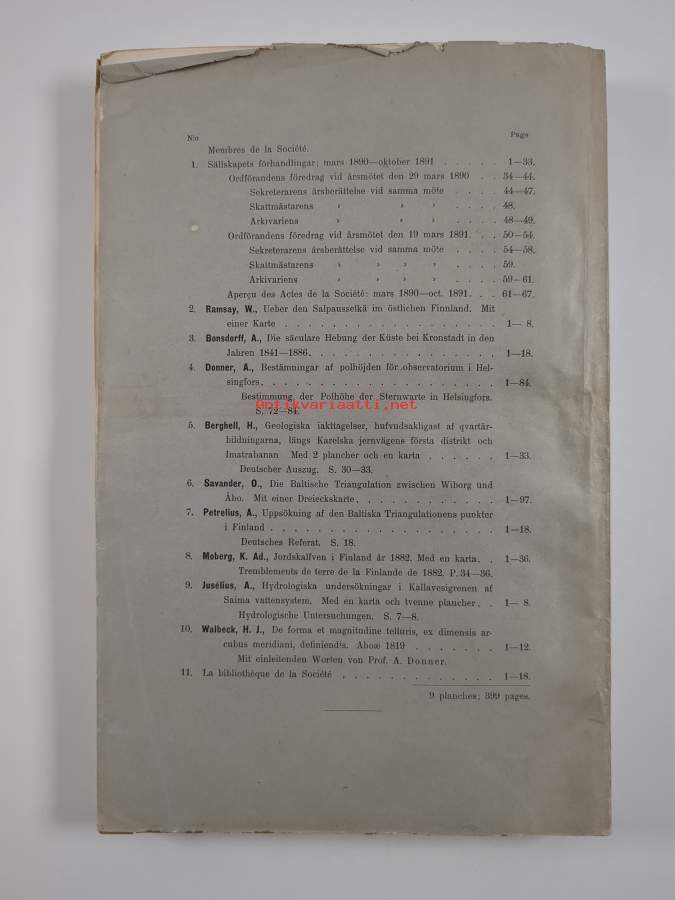 N:o Page
Membres de la Société.
1. Sällskapets förhandlingar; mars 1890—oktober 1891 . . . . . 1—33.
Ordförandens föredrag vid årsmötet den 29 mars 1890 . . 34—44.
Sekreterarens årsberättelse vid samma möte . . . . 44—47.
Skattmästarens » » » . . . . 48.
Arkivariens » » » . . . . 48—49.
Ordförandens föredrag vid årsmötet den 19 mars 1891. . . 50—54.
Sekreterarens årsberättelse vid samma möte . . . . 54—58.
Skattmästarens » » » » . . . . 59.
Arkivariens » » » » . . . . 59—61.
Aperçu des Actes de la Société: mars 1890—oct. 1891. . . 61—67.
2. Ramsay, W., Ueber den Salpausselkä im östlichen Finnland. Mit
einer Karte . . . . . . . . . . . . . . . . . . 1— 8.
3. Bonsdorff, A., Die säculare Hebung der Küste bei Kronstadt in den
Jahren 1841—1886. . . . . . . . . . . . . . . . 1—18.
4. Donner, A., Bestämningar af polhöjden för observatorium i Hel-
singfors. . . . . . . . . . . . . . . . . . . . 1—84.
Bestimmung der Polhöhe der Sternwarte in Helsingfors.
S. 72—84.
Antikvariaatti.net
5. Berghell, H., Geologiska iakttagelser, hufvudsakligast af qvartär-
bildningarna, längs Karelska jernvägens första distrikt och
Imatrabanan Med 2 plancher och en karta . . . . . . 1—33.
Deutscher Auszug. S. 30—33.
6. Savander, O., Die Baltische Triangulation zwischen Wiborg und
Åbo. Mit einer Dreieckskarte. . . . . . . . . . . . 1—97.
7. Petrelius, A., Uppsökning af den Baltiska Triangulationens punkter
i Finland . . . . . . . . . . . . . . . . . . . 1—18.
Deutsches Referat. S. 18.
8. Moberg, K. Ad., Jordskalfven i Finland år 1882. Med en karta. . 1—36.
Tremblements de terre de la Finlande de 1882. P. 34—36.
9. Jusélius, A., Hydrologiska undersökningar i Kallavesigrenen af
Saima vattensystem. Med en karta och tvenne plancher. . 1— 8.
Hydrologische Untersuchungen. S. 7—8.
10. Walbeck, H. J., De forma et magnitudine telluris, ex dimensis ar-
cubus meridiani, definiendis. Aboæ 1819 . . . . . . . 1—12.
Mit einleitenden Worten von Prof. A. Donner.
11. La bibliothèque de la Société . . . . . . . . . . . . . 1—18.
9 planches; 399 pages.